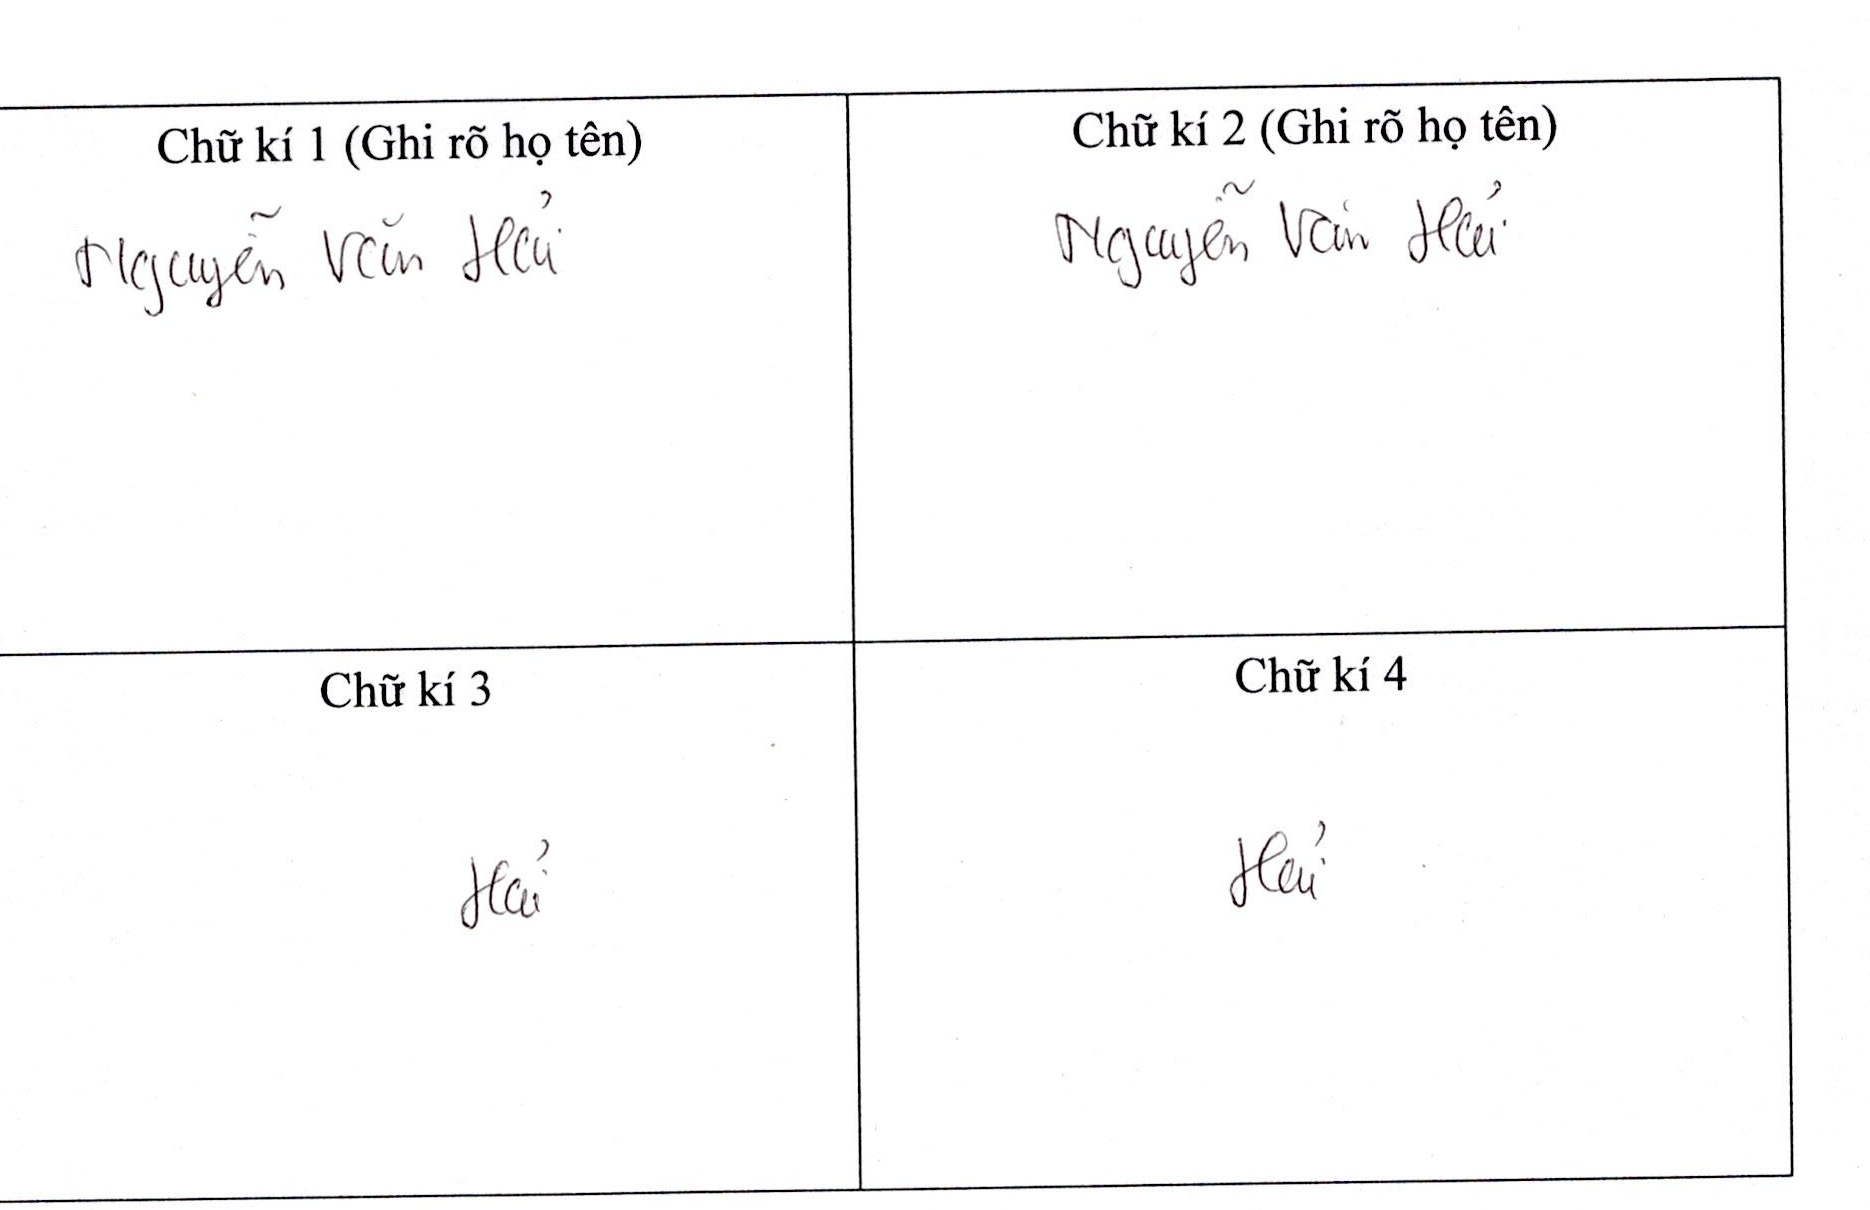 Chữ kí 1 (Ghi rõ họ tên)
Nguyễn Văn Hải
Chữ kí 2 (Ghi rõ họ tên)
Nguyễn Văn Hải
Chữ kí 3
Hải
Chữ kí 4
Hải